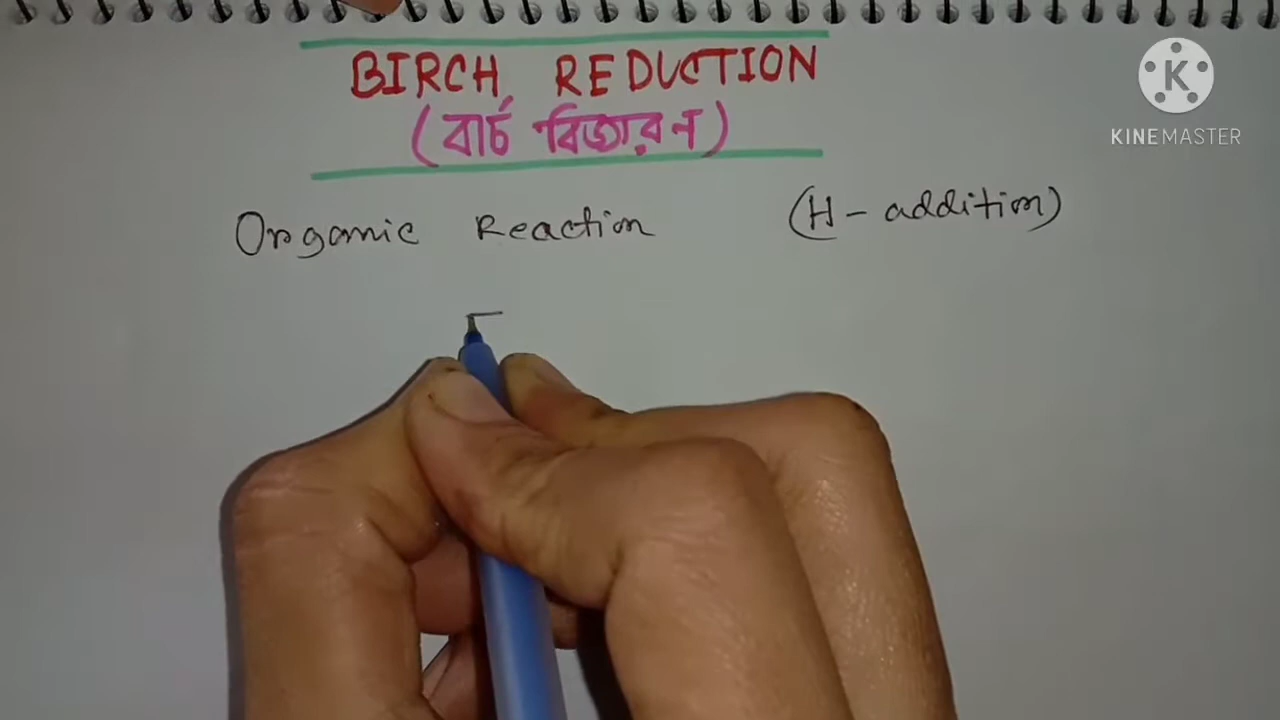 BIRCH REDUCTION
(বার্চ বিজারণ)
Organic Reaction (H- addition)
KINEMASTER